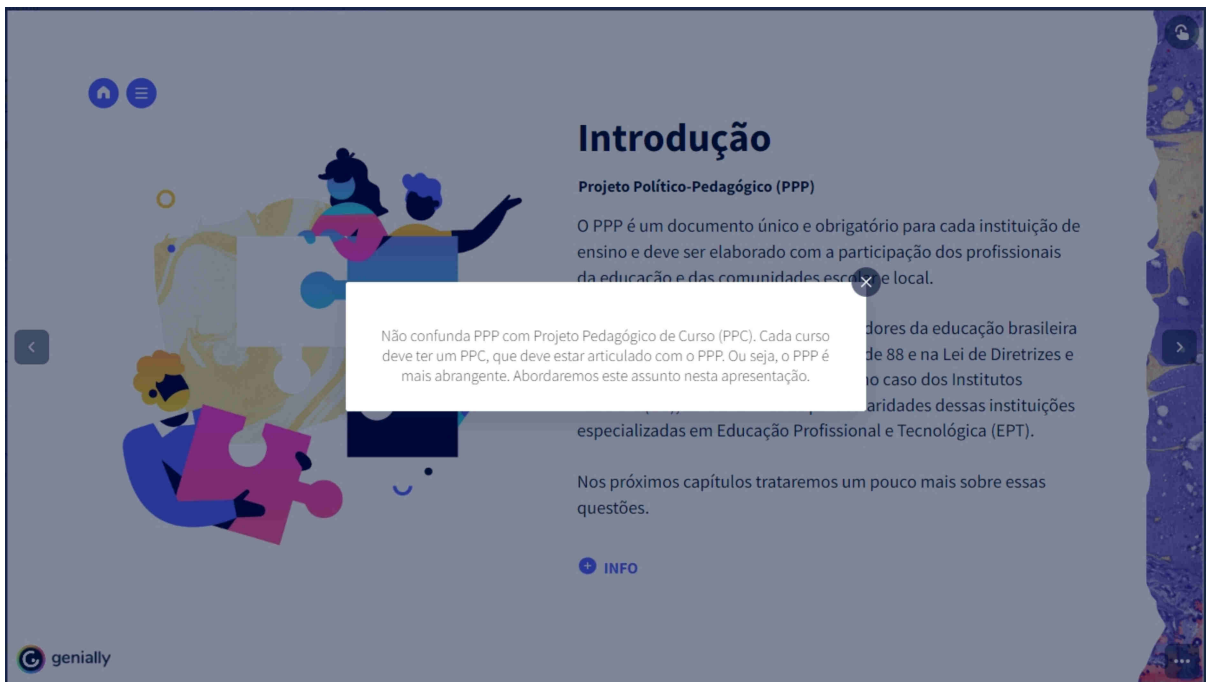 Introdução
Projeto Político-Pedagógico (PPP)
O PPP é um documento único e obrigatório para cada instituição de
ensino e deve ser elaborado com a participação dos profissionais
da educação e das comunidades escolar e local.
Não confunda PPP com Projeto Pedagógico de Curso (PPC). Cada curso
deve ter um PPC, que deve estar articulado com o PPP. Ou seja, o PPP é
mais abrangente. Abordaremos este assunto nesta apresentação.
da educação brasileira
de 88 e na Lei de Diretrizes e
no caso dos Institutos
dessas instituições
especializadas em Educação Profissional e Tecnológica (EPT).
Nos próximos capítulos trataremos um pouco mais sobre essas
questões.
INFO
genially